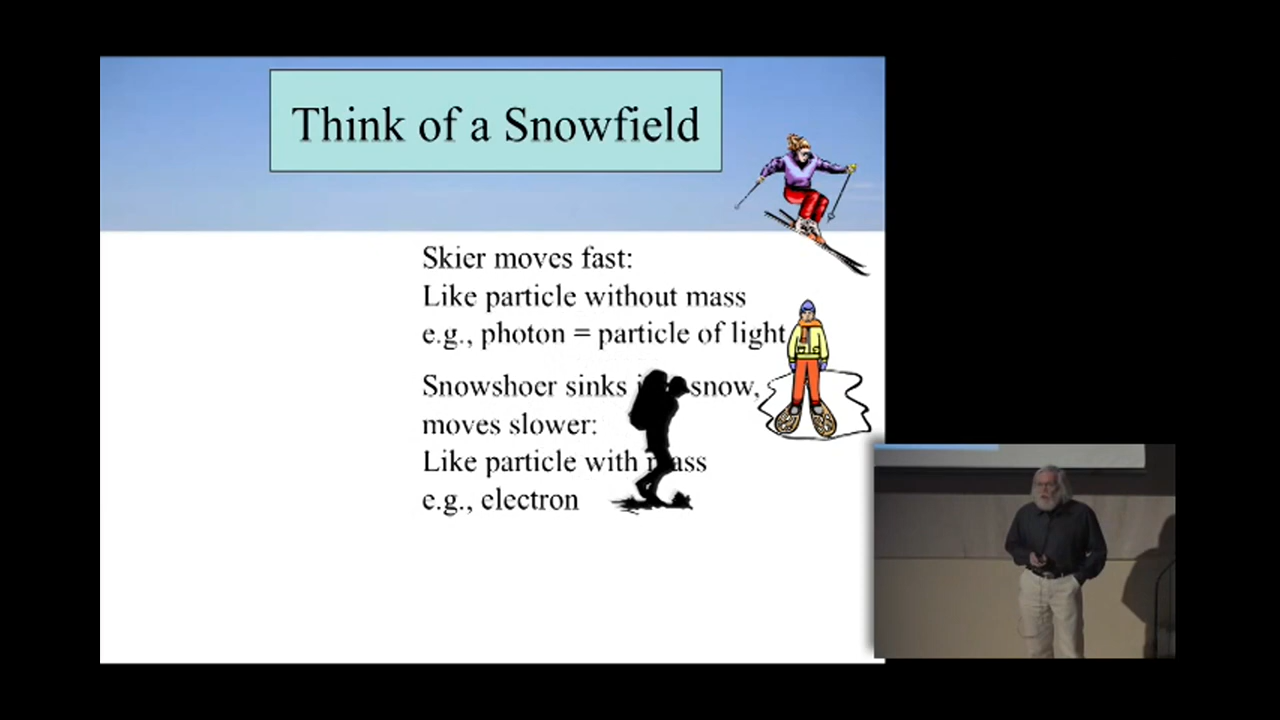 Think of a Snowfield
Skier moves fast:
Like particle without mass
e.g., photon = particle of light
Snowshoer sinks snow,
moves slower:
Like particle with mass
e.g., electron